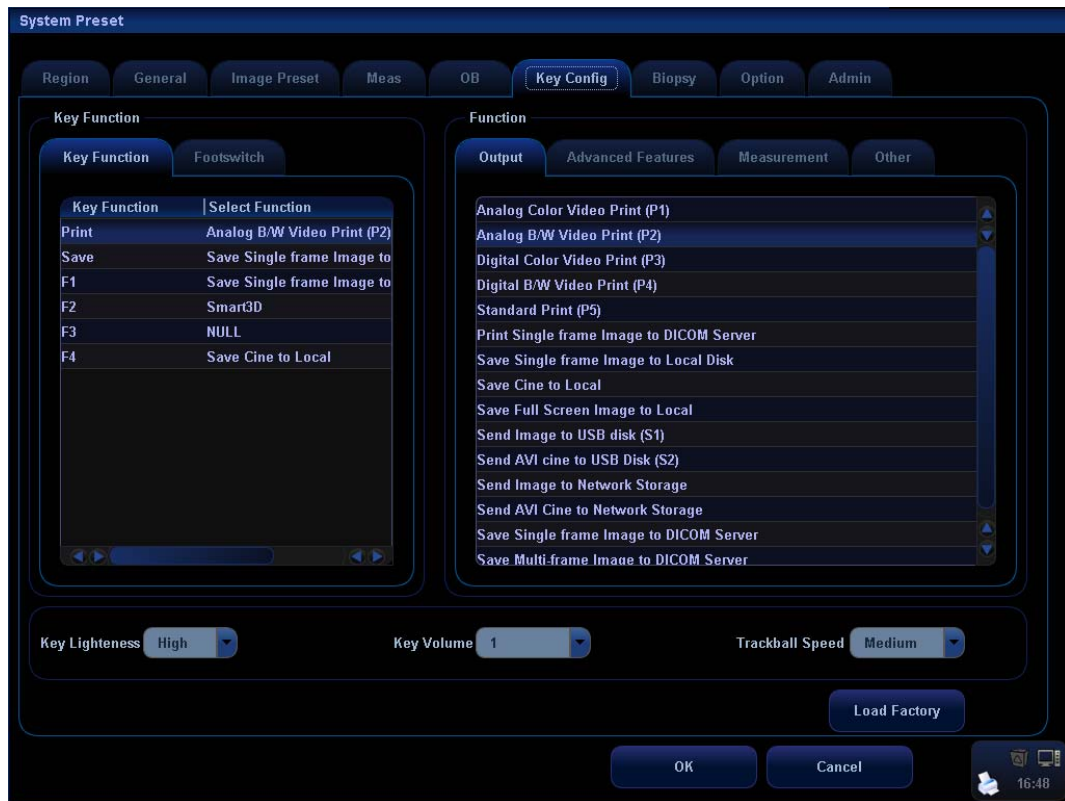 System Preset
Region General Image Preset Meas OB Key Config Biopsy Option Admin
Key Function
Key Function Footswitch
Key Function Select Function
Print Analog B/W Video Print (P2)
Save Save Single frame Image to
F1 Save Single frame Image to
F2 Smart3D
F3 NULL
F4 Save Cine to Local
Function
Output Advanced Features Measurement Other
Analog Color Video Print (P1)
Analog B/W Video Print (P2)
Digital Color Video Print (P3)
Digital B/W Video Print (P4)
Standard Print (P5)
Print Single frame Image to DICOM Server
Save Single frame Image to Local Disk
Save Cine to Local
Save Full Screen Image to Local
Send Image to USB disk (S1)
Send AVI cine to USB Disk (S2)
Send Image to Network Storage
Send AVI Cine to Network Storage
Save Single frame Image to DICOM Server
Save Multi-frame Image to DICOM Server
Key Lighteness High Key Volume 1 Trackball Speed Medium
Load Factory
OK Cancel
16:48